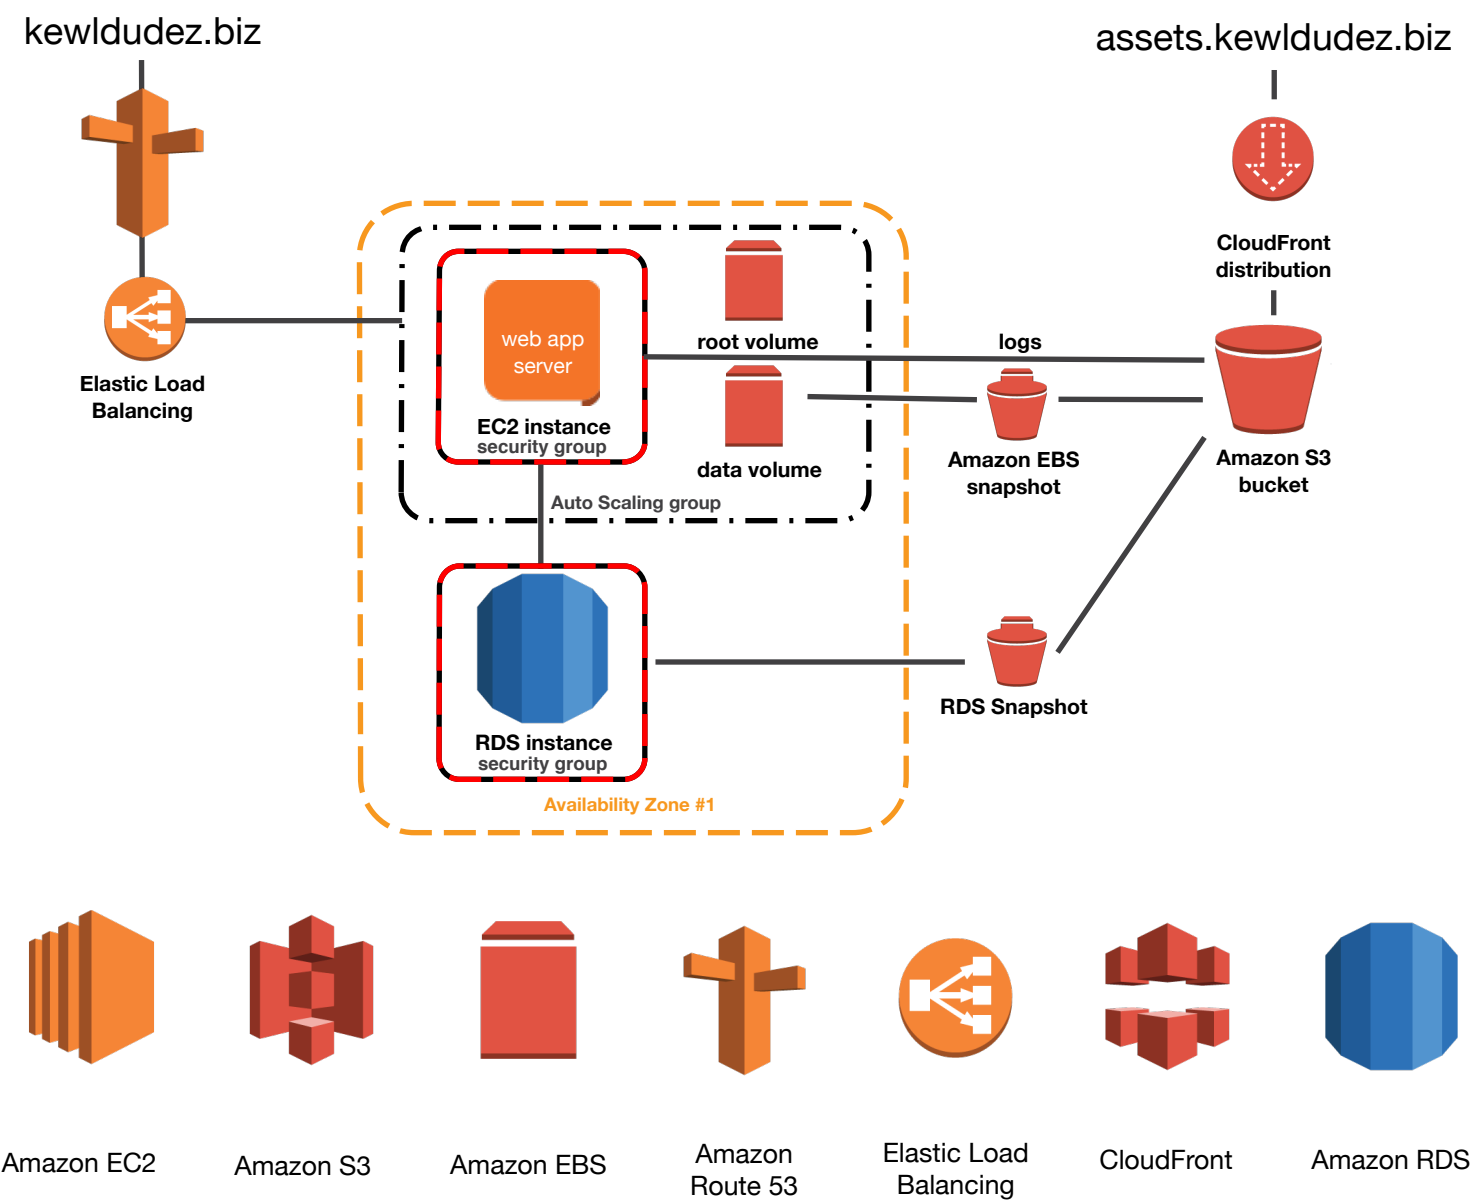 kewldudez.biz
assets.kewldudez.biz
CloudFront
distribution
web app
server
root volume
logs
Elastic Load
Balancing
EC2 instance
security group
data volume
Amazon EBS
snapshot
Amazon S3
bucket
Auto Scaling group
RDS Snapshot
RDS instance
security group
Availability Zone #1
Amazon EC2
Amazon S3
Amazon EBS
Amazon
Route 53
Elastic Load
Balancing
CloudFront
Amazon RDS